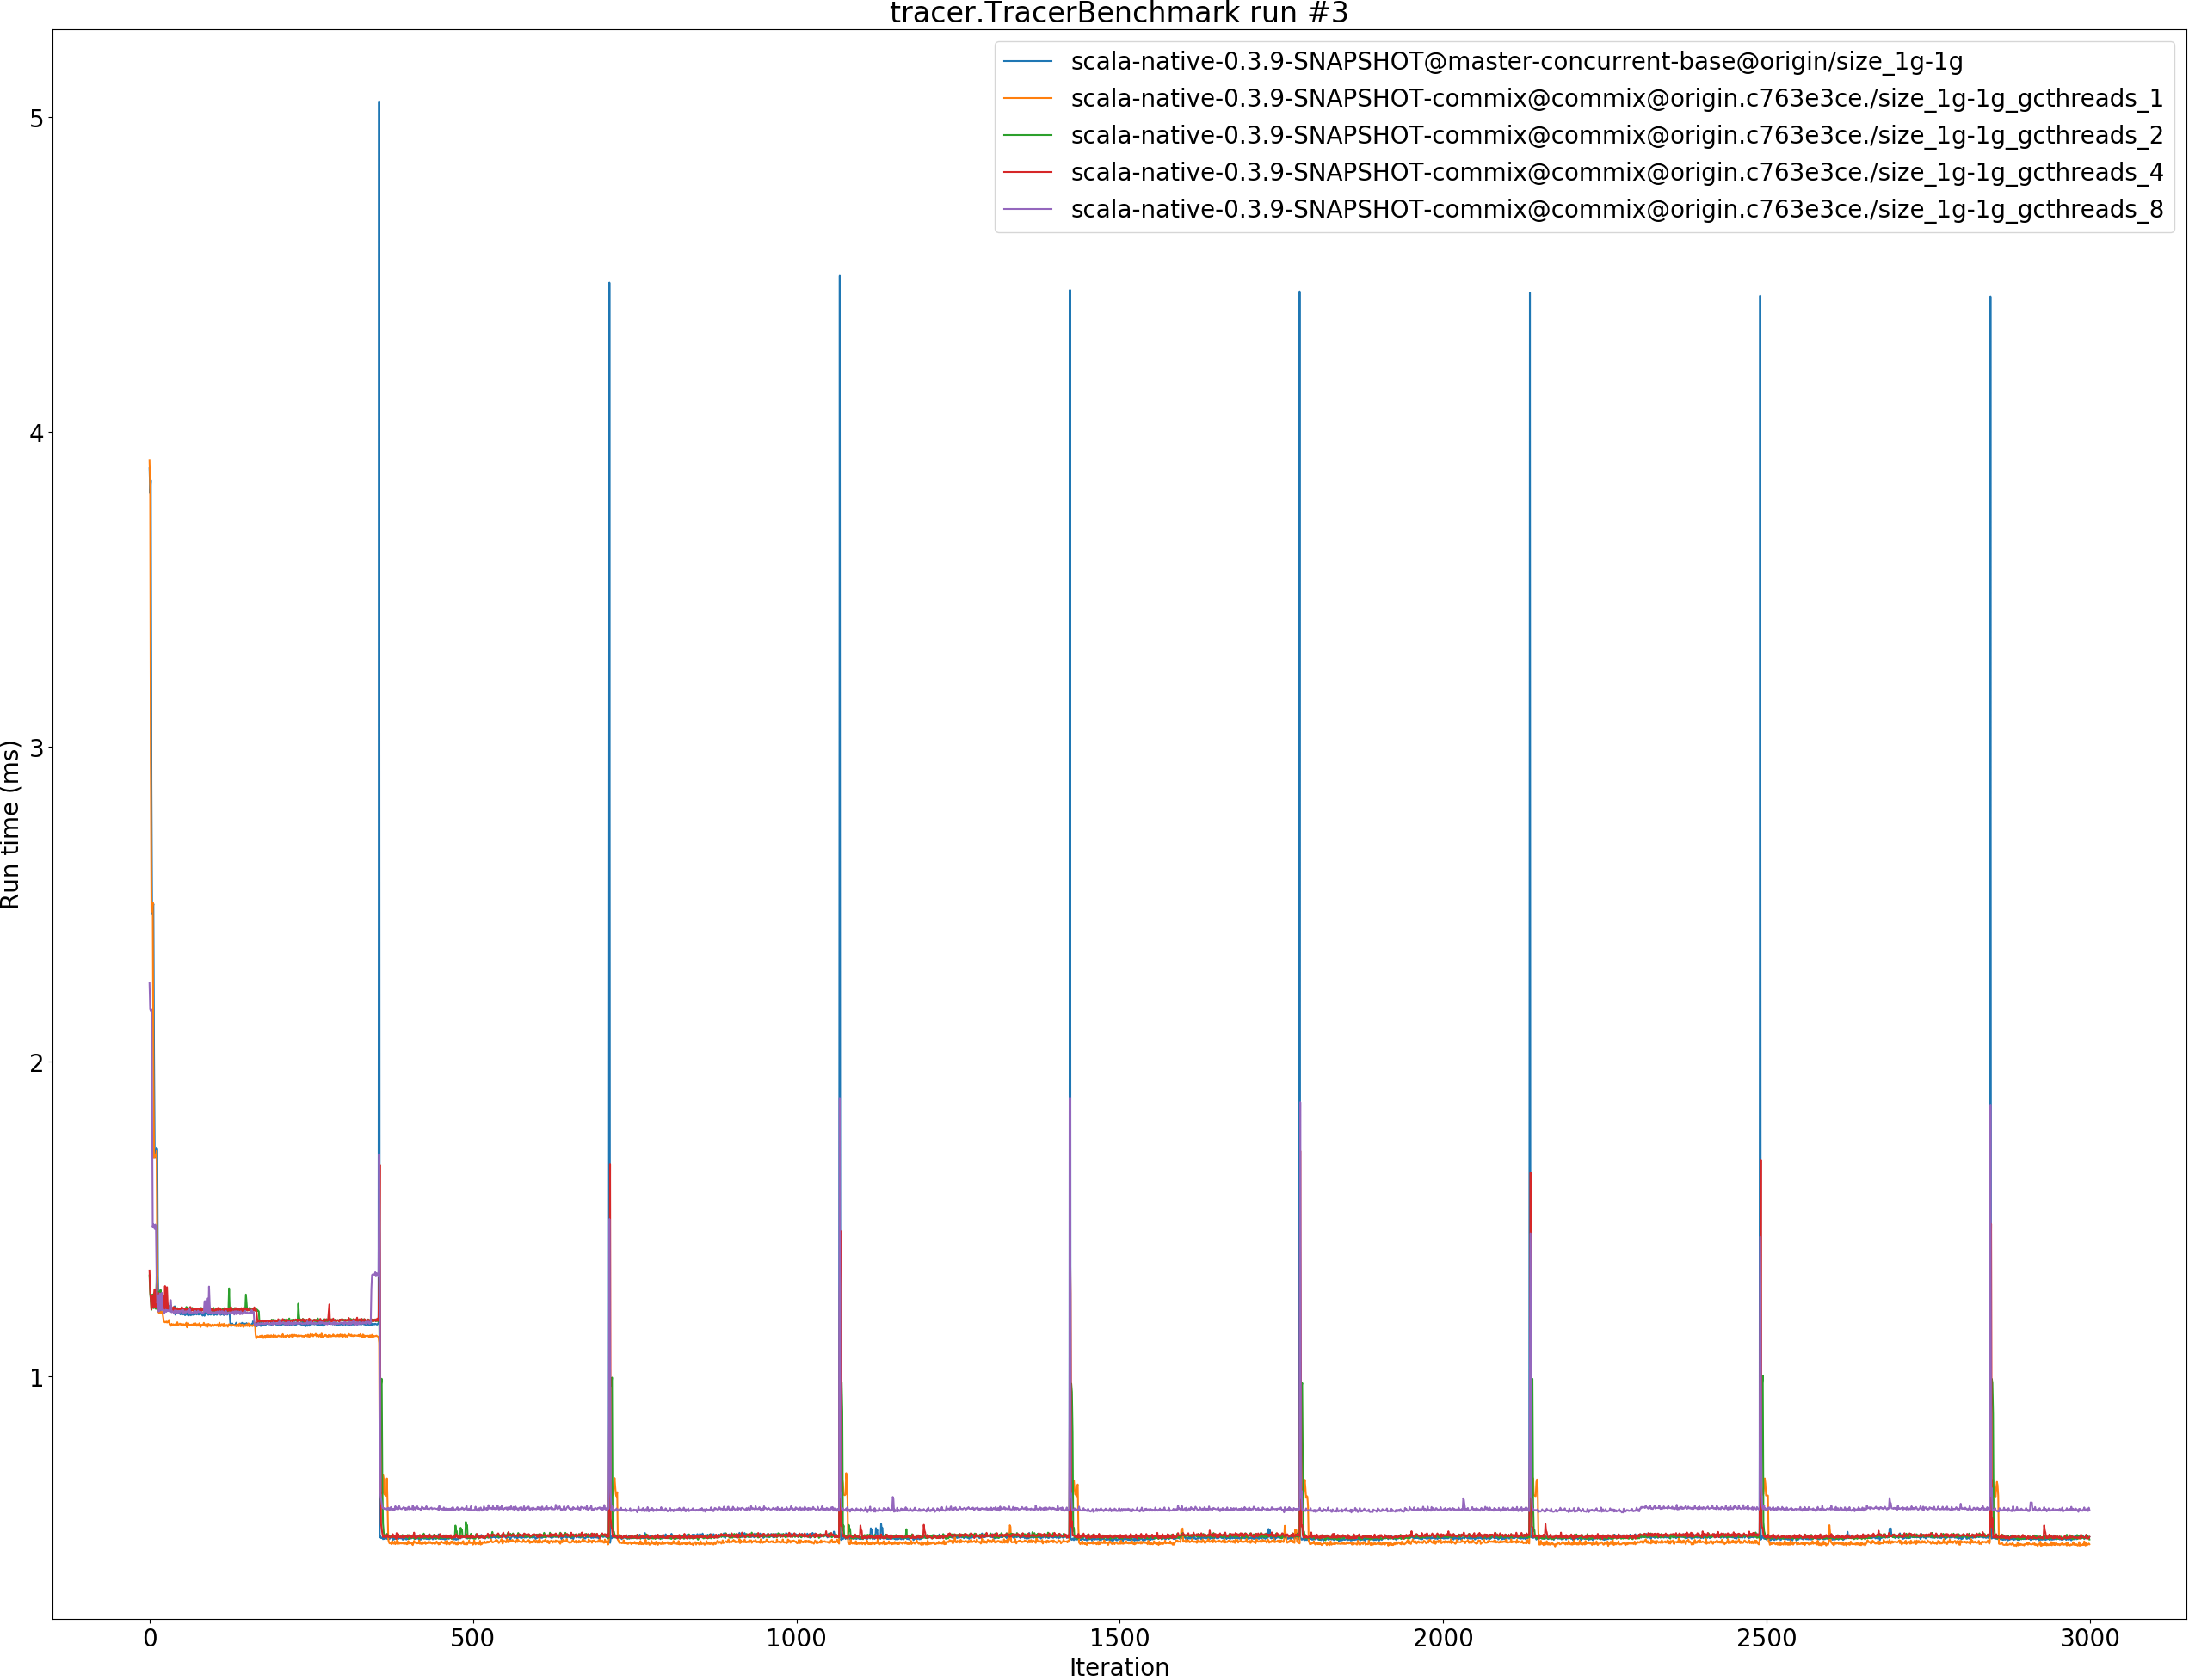 tracer.TracerBenchmark run #3
scala-native-0.3.9-SNAPSHOT@master-concurrent-base@origin/size_1g-1g
scala-native-0.3.9-SNAPSHOT-commix@commix@origin.c763e3ce./size_1g-1g_gcthreads_1
scala-native-0.3.9-SNAPSHOT-commix@commix@origin.c763e3ce./size_1g-1g_gcthreads_2
scala-native-0.3.9-SNAPSHOT-commix@commix@origin.c763e3ce./size_1g-1g_gcthreads_4
scala-native-0.3.9-SNAPSHOT-commix@commix@origin.c763e3ce./size_1g-1g_gcthreads_8
5
4
3
2
1
Run time (ms)
0 500 1000 1500 2000 2500 3000
Iteration